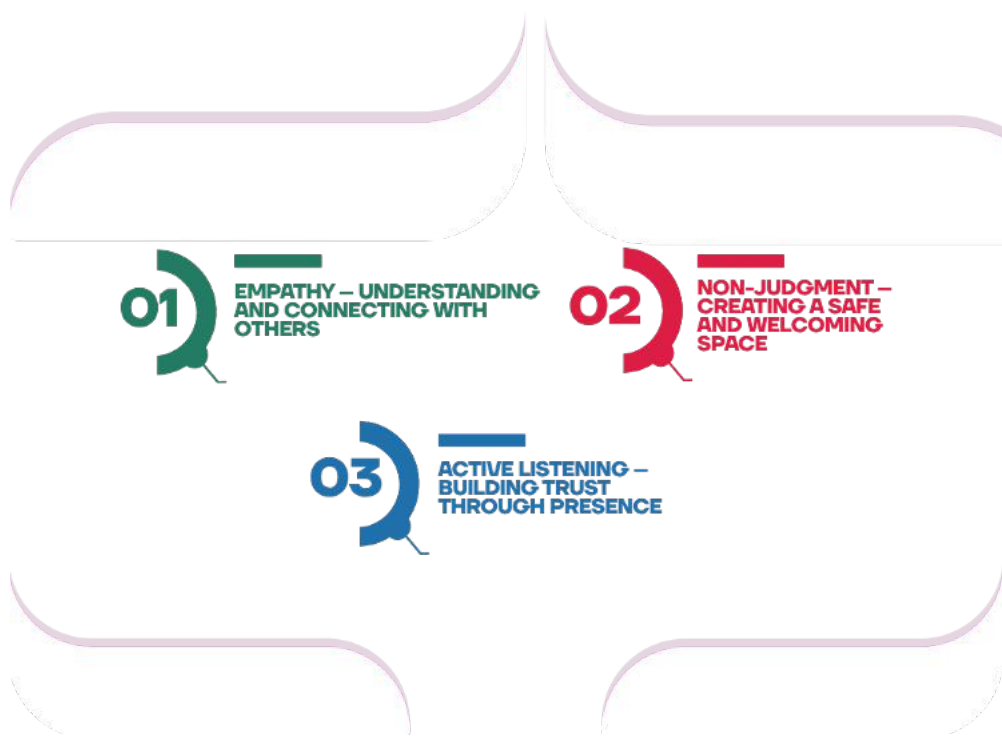 01
EMPATHY – UNDERSTANDING
AND CONNECTING WITH
OTHERS
02
NON-JUDGMENT –
CREATING A SAFE
AND WELCOMING
SPACE
03
ACTIVE LISTENING –
BUILDING TRUST
THROUGH PRESENCE